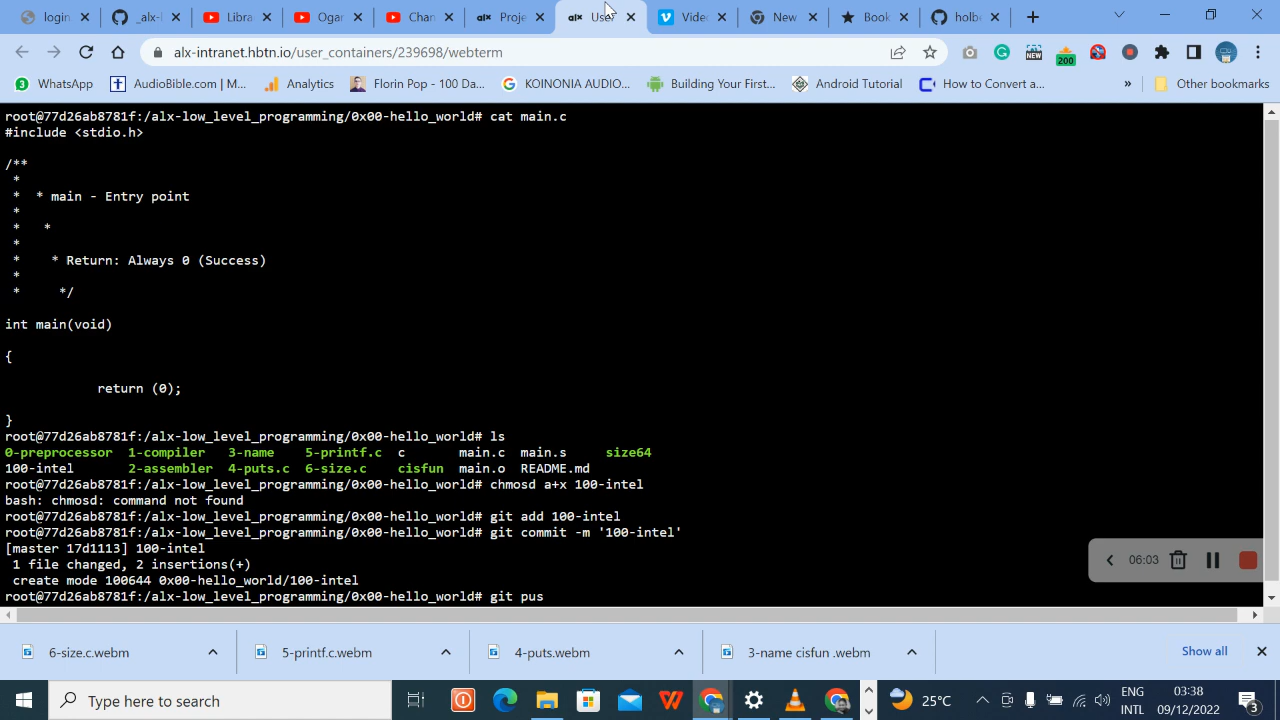 login
_alx-l
Libra
Ogar
Chan
Proje
User
Video
New
Book
holbe
alx-intranet.hbtn.io/user_containers/239698/webterm
NEW
200
3 WhatsApp
AudioBible.com | M...
Analytics
Florin Pop - 100 Da...
KOINONIA AUDIO...
Building Your First...
Android Tutorial
How to Convert a...
»
Other bookmarks
root@77d26ab8781f:/alx-low_level_programming/0x00-hello_world# cat main.c
#include <stdio.h>
/**
*
* * main - Entry point
*
* *
*
* * Return: Always 0 (Success)
*
* */
int main(void)
{
return (0);
}
root@77d26ab8781f:/alx-low_level_programming/0x00-hello_world# ls
0-preprocessor 1-compiler 3-name 5-printf.c c main.c main.s size64
100-intel 2-assembler 4-puts.c 6-size.c cisfun main.o README.md
root@77d26ab8781f:/alx-low_level_programming/0x00-hello_world# chmosd a+x 100-intel
bash: chmosd: command not found
root@77d26ab8781f:/alx-low_level_programming/0x00-hello_world# git add 100-intel
root@77d26ab8781f:/alx-low_level_programming/0x00-hello_world# git commit -m '100-intel'
[master 17d1113] 100-intel
1 file changed, 2 insertions(+)
create mode 100644 0x00-hello_world/100-intel
root@77d26ab8781f:/alx-low_level_programming/0x00-hello_world# git pus
06:03
6-size.c.webm
5-printf.c.webm
4-puts.webm
3-name cisfun .webm
Show all
Type here to search
25°C
ENG
INTL
03:38
09/12/2022
3